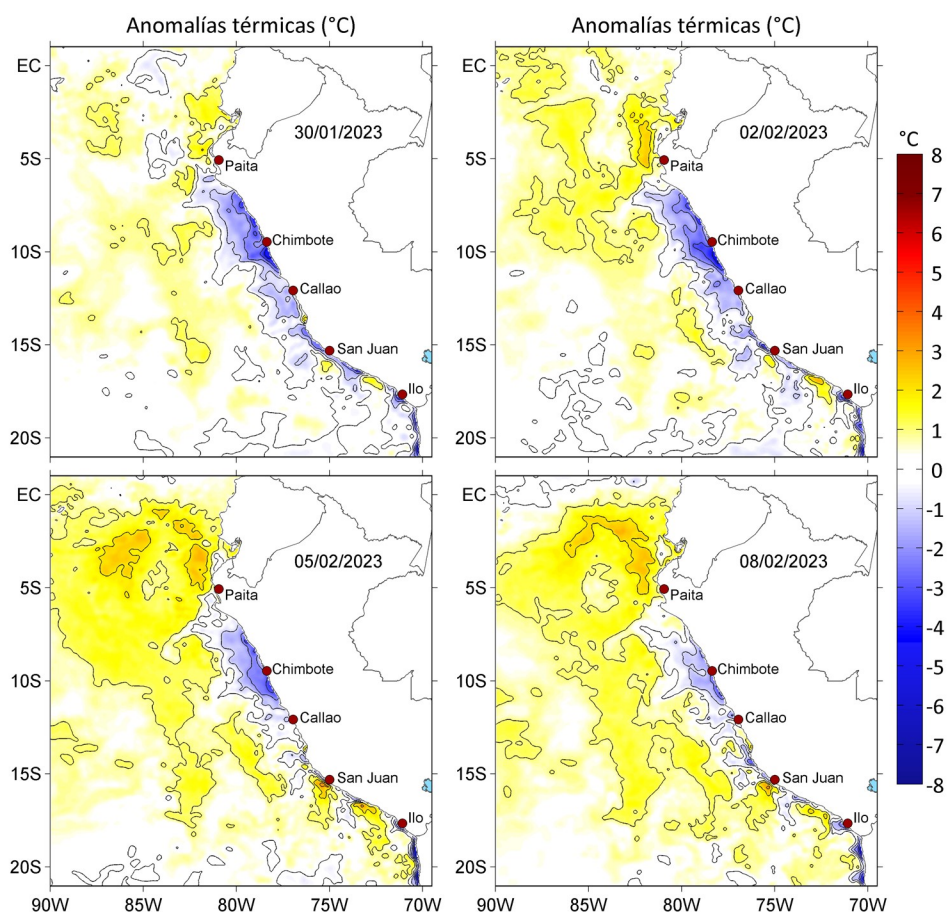 Anomalías térmicas (°C)
Anomalías térmicas (°C)
EC
5S
10S
15S
20S
30/01/2023
Paita
Chimbote
Callao
San Juan
Ilo
02/02/2023
EC
5S
10S
15S
20S
Paita
Chimbote
Callao
San Juan
Ilo
°C
8
7
6
5
4
3
2
1
0
-1
-2
-3
-4
-5
-6
-7
-8
EC
5S
10S
15S
20S
05/02/2023
Paita
Chimbote
Callao
San Juan
Ilo
90W 85W 80W 75W 70W
EC
5S
10S
15S
20S
08/02/2023
Paita
Chimbote
Callao
San Juan
Ilo
90W 85W 80W 75W 70W